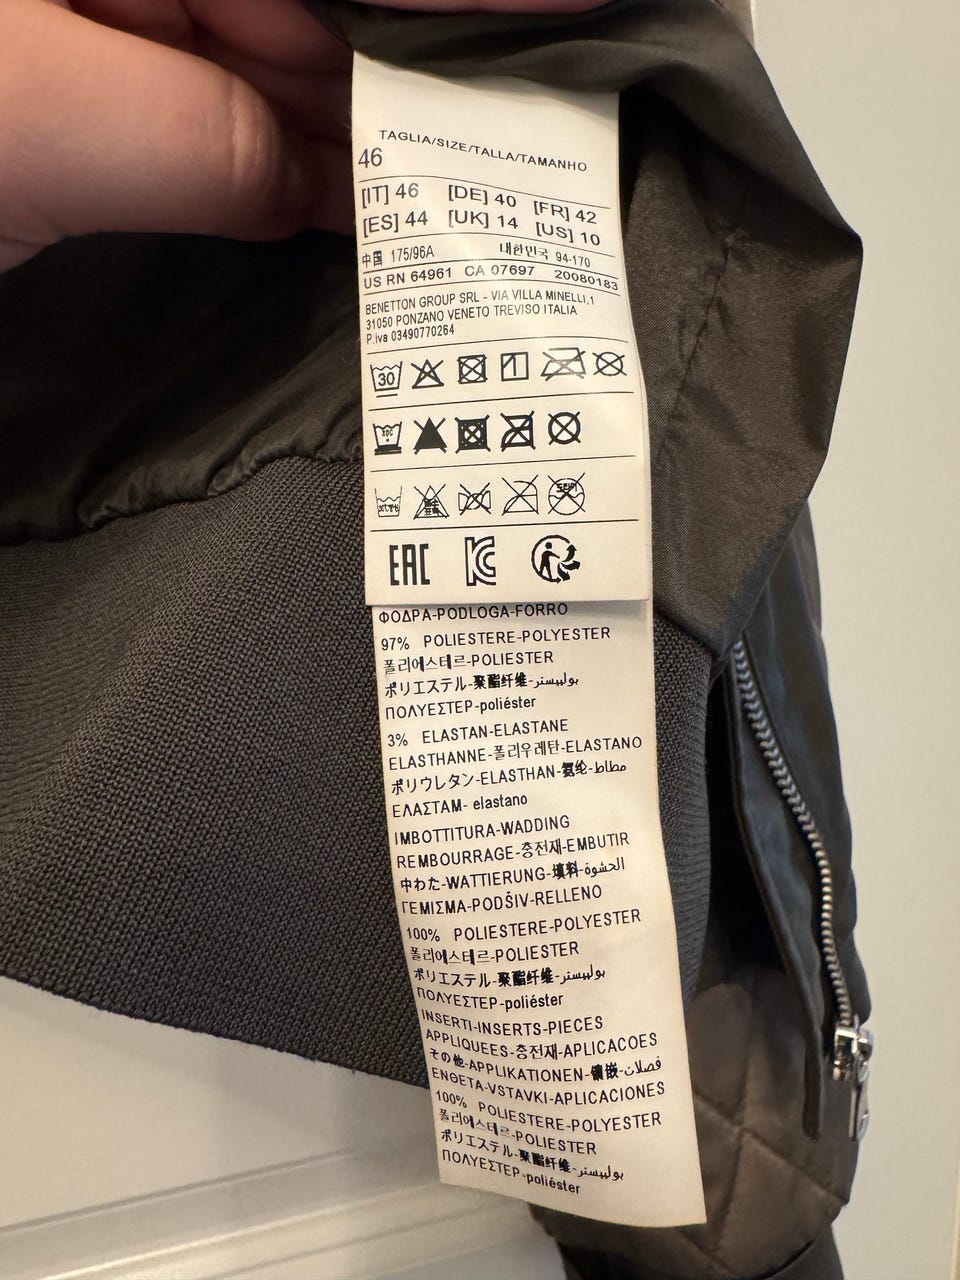 TAGLIA/SIZE/TALLA/TAMANHO
46
[IT] 46 [DE] 40 [FR] 42
[ES] 44 [UK] 14 [US] 10
中国 175/96A 대한민국 94-170
US RN 64961 CA 07697 20080183
BENETTON GROUP SRL - VIA VILLA MINELLI,1
31050 PONZANO VENETO TREVISO ITALIA
P.iva 03490770264
30
EAC
ΦΟΔΡΑ-PODLOGA-FORRO
97% POLIESTERE-POLYESTER
폴리에스테르-POLIESTER
ポリエステル-聚酯纤维-بوليستر
ΠΟΛΥΕΣΤΕΡ-poliéster
3% ELASTAN-ELASTANE
ELASTHANNE-폴리우레탄-ELASTANO
ポリウレタン-ELASTHAN-氨纶-مطاط
ΕΛΑΣΤΑΜ- elastano
IMBOTTITURA-WADDING
REMBOURRAGE-충전재-EMBUTIR
中わた-WATTIERUNG-填料-الحشوة
ΓΕΜΙΣΜΑ-PODŠIV-RELLENO
100% POLIESTERE-POLYESTER
폴리에스테르-POLIESTER
ポリエステル-聚酯纤维-بوليستر
ΠΟΛΥΕΣΤΕΡ-poliéster
INSERTI-INSERTS-PIECES
APPLIQUEES-충전재-APLICACOES
その他-APPLIKATIONEN-镶嵌-فصلات
ΕΝΘΕΤΑ-VSTAVKI-APLICACIONES
100% POLIESTERE-POLYESTER
폴리에스테르-POLIESTER
ポリエステル-聚酯纤维-بوليستر
ΠΟΛΥΕΣΤΕΡ-poliéster